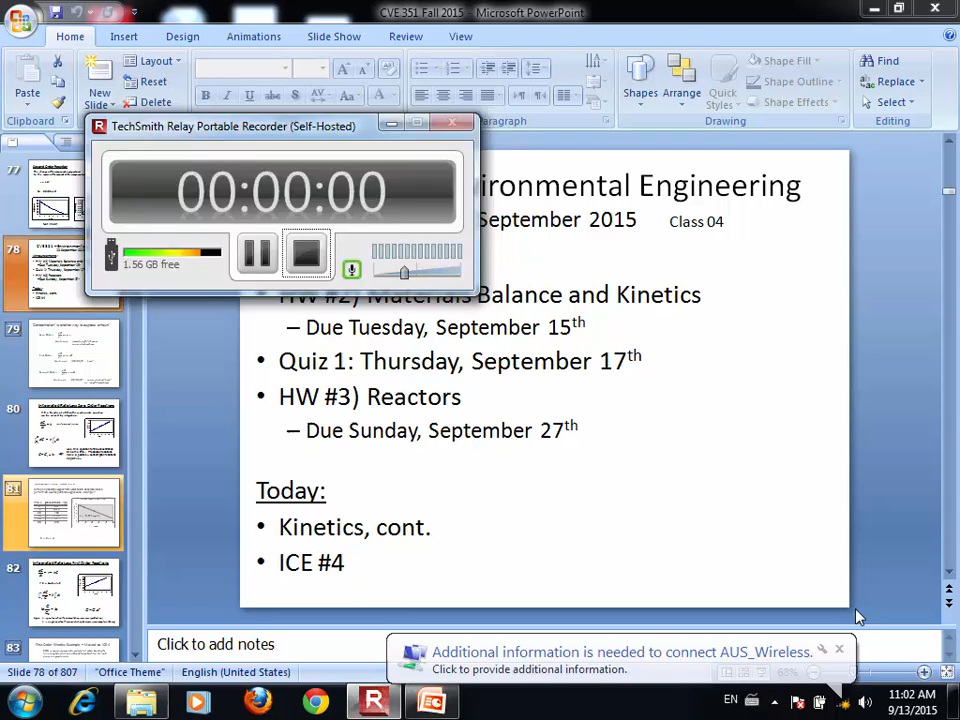 CVE 351 Fall 2015 - Microsoft PowerPoint
Home Insert Design Slide Show Animations Review View
Paste
Clipboard
New Slide
Layout
Reset
Delete
B I U abc S AV Aa A
Paragraph
Shapes
Arrange
Quick Styles
Shape Fill
Shape Outline
Shape Effects
Drawing
Find
Replace
Select
Editing
R TechSmith Relay Portable Recorder (Self-Hosted)
00:00:00
1.56 GB free
77
78
79
80
81
82
83
ironmental Engineering
September 2015 Class 04
HW #2) Materials Balance and Kinetics
– Due Tuesday, September 15th
• Quiz 1: Thursday, September 17th
• HW #3) Reactors
– Due Sunday, September 27th
Today:
• Kinetics, cont.
• ICE #4
Click to add notes
Additional information is needed to connect AUS_Wireless.
Click to provide additional information.
Slide 78 of 807 "Office Theme" English (United States) 68%
EN
11:02 AM
9/13/2015